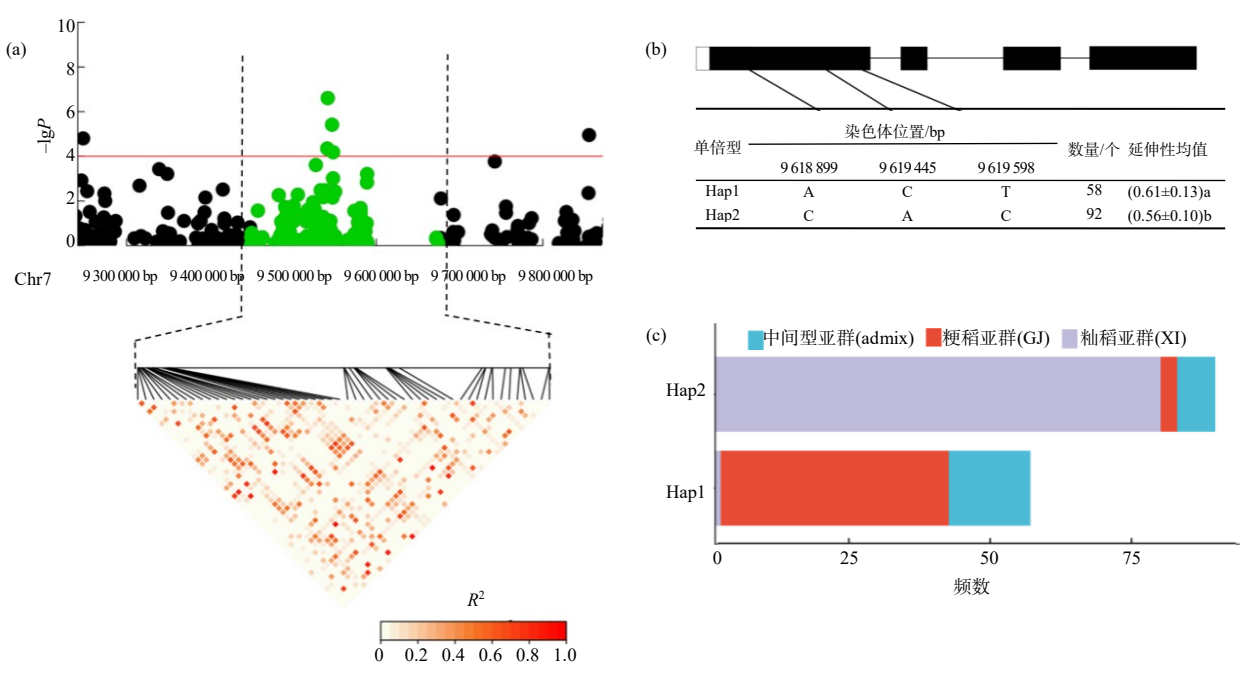 (a)
10
8
6
4
2
0
−lgP
Chr7
9 300 000 bp 9 400 000 bp 9 500 000 bp 9 600 000 bp 9 700 000 bp 9 800 000 bp
R²
0 0.2 0.4 0.6 0.8 1.0
(b)
单倍型 染色体位置/bp 数量/个 延伸性均值
9 618 899 9 619 445 9 619 598
Hap1 A C T 58 (0.61±0.13)a
Hap2 C A C 92 (0.56±0.10)b
(c)
中间型亚群(admix) 粳稻亚群(GJ) 籼稻亚群(XI)
Hap2
Hap1
0 25 50 75
频数